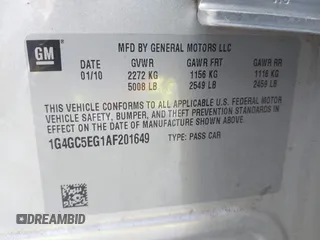 GM
MFD BY GENERAL MOTORS LLC
01/10 GVWR GAWR FRT GAWR RR
2272 KG 1156 KG 1116 KG
5008 LB 2549 LB 2459 LB
THIS VEHICLE CONFORMS TO ALL APPLICABLE U.S. FEDERAL MOTOR
VEHICLE SAFETY, BUMPER, AND THEFT PREVENTION STANDARDS
IN EFFECT ON THE DATE OF MANUFACTURE SHOWN ABOVE.
1G4GC5EG1AF201649 TYPE: PASS CAR
DREAMBID